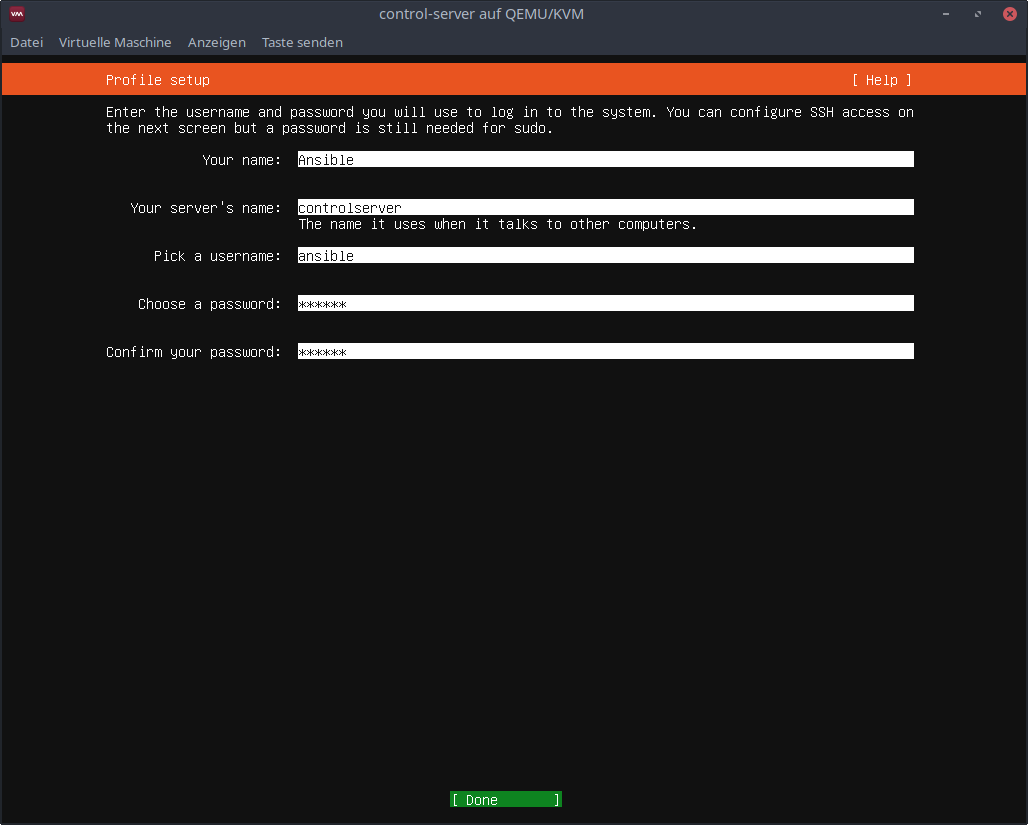 control-server auf QEMU/KVM
Datei Virtuelle Maschine Anzeigen Taste senden
Profile setup [ Help ]
Enter the username and password you will use to log in to the system. You can configure SSH access on
the next screen but a password is still needed for sudo.
Your name: Ansible
Your server's name: controlserver
The name it uses when it talks to other computers.
Pick a username: ansible
Choose a password: ******
Confirm your password: ******
[ Done ]